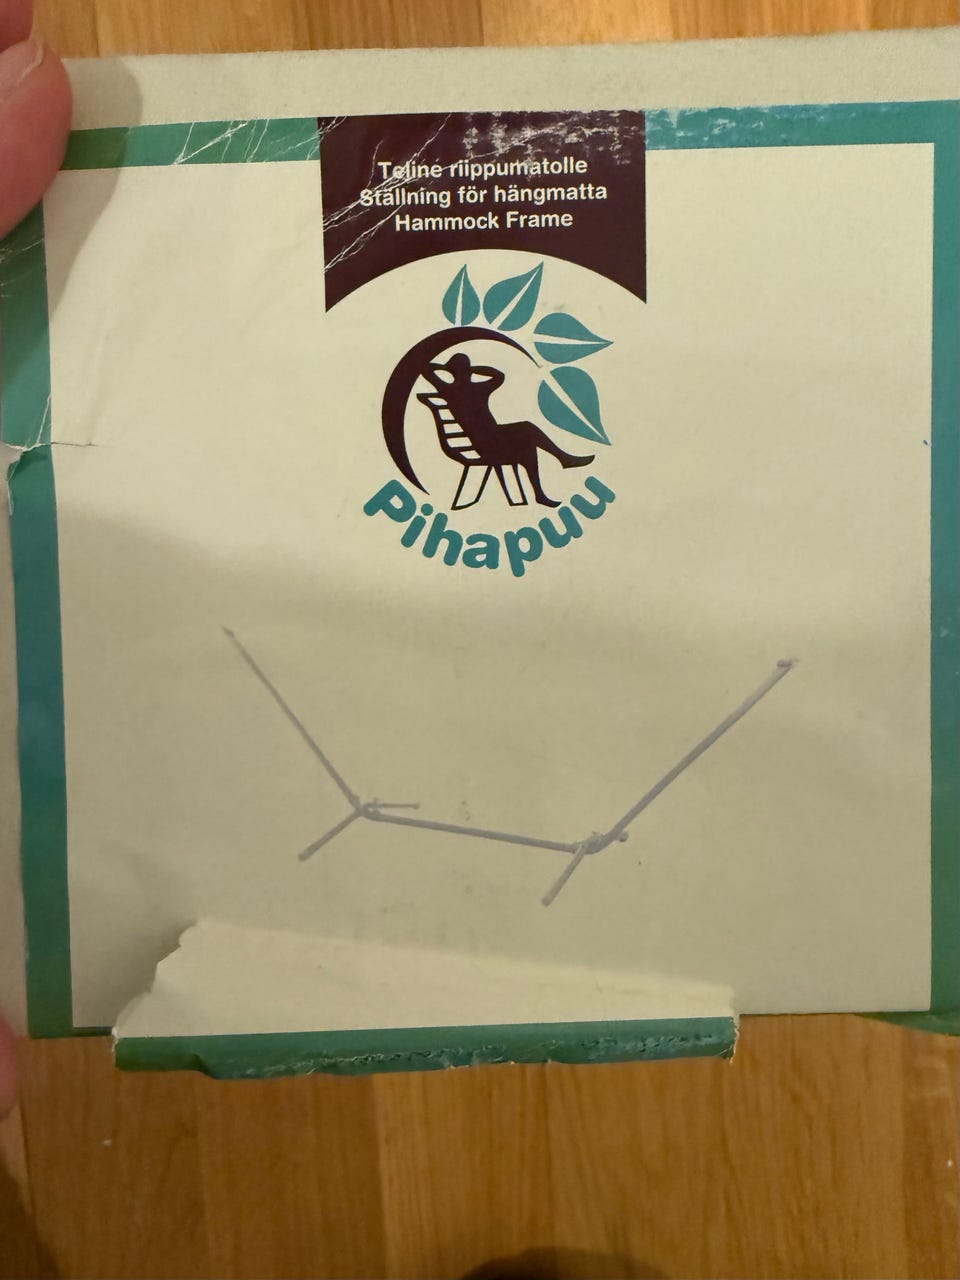 Teline riippumatolle
Ställning för hängmatta
Hammock Frame
Pihapuu